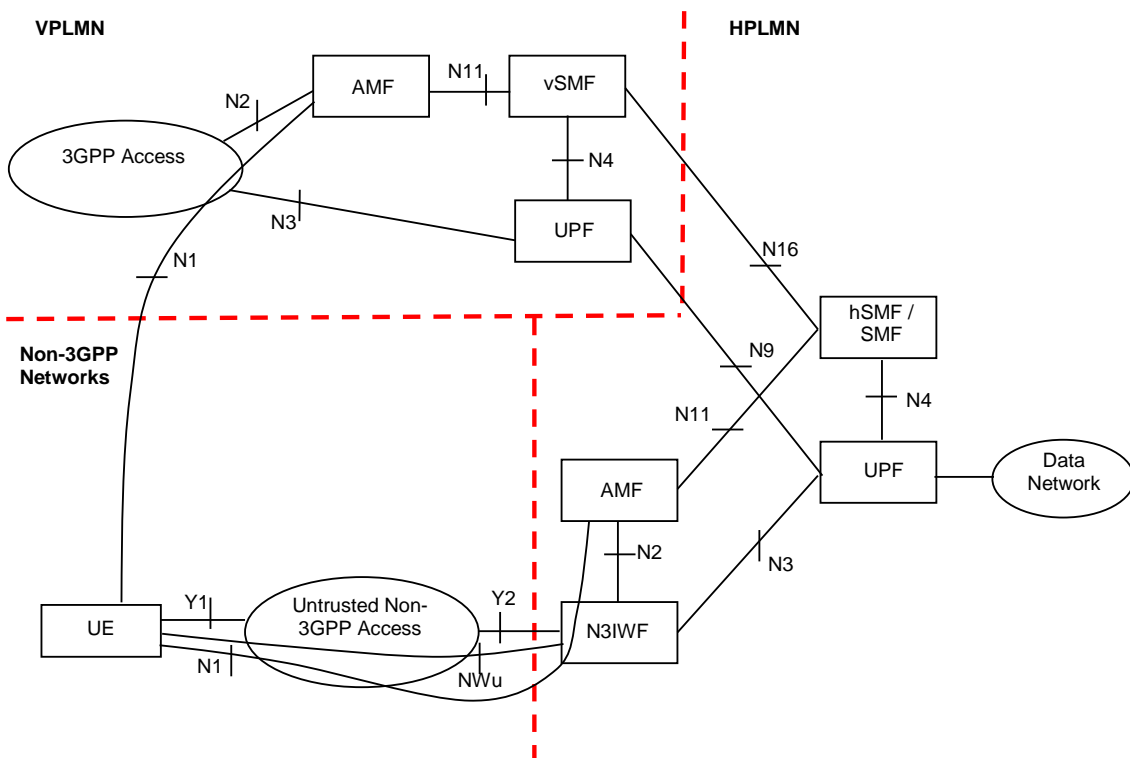 VPLMN
HPLMN
N11
AMF
vSMF
N2
3GPP Access
N4
N3
UPF
N1
N16
hSMF /
SMF
Non-3GPP
Networks
N9
N4
N11
UPF
Data
Network
AMF
N2
N3
Y1
Untrusted Non-
3GPP Access
Y2
UE
N3IWF
N1
NWu